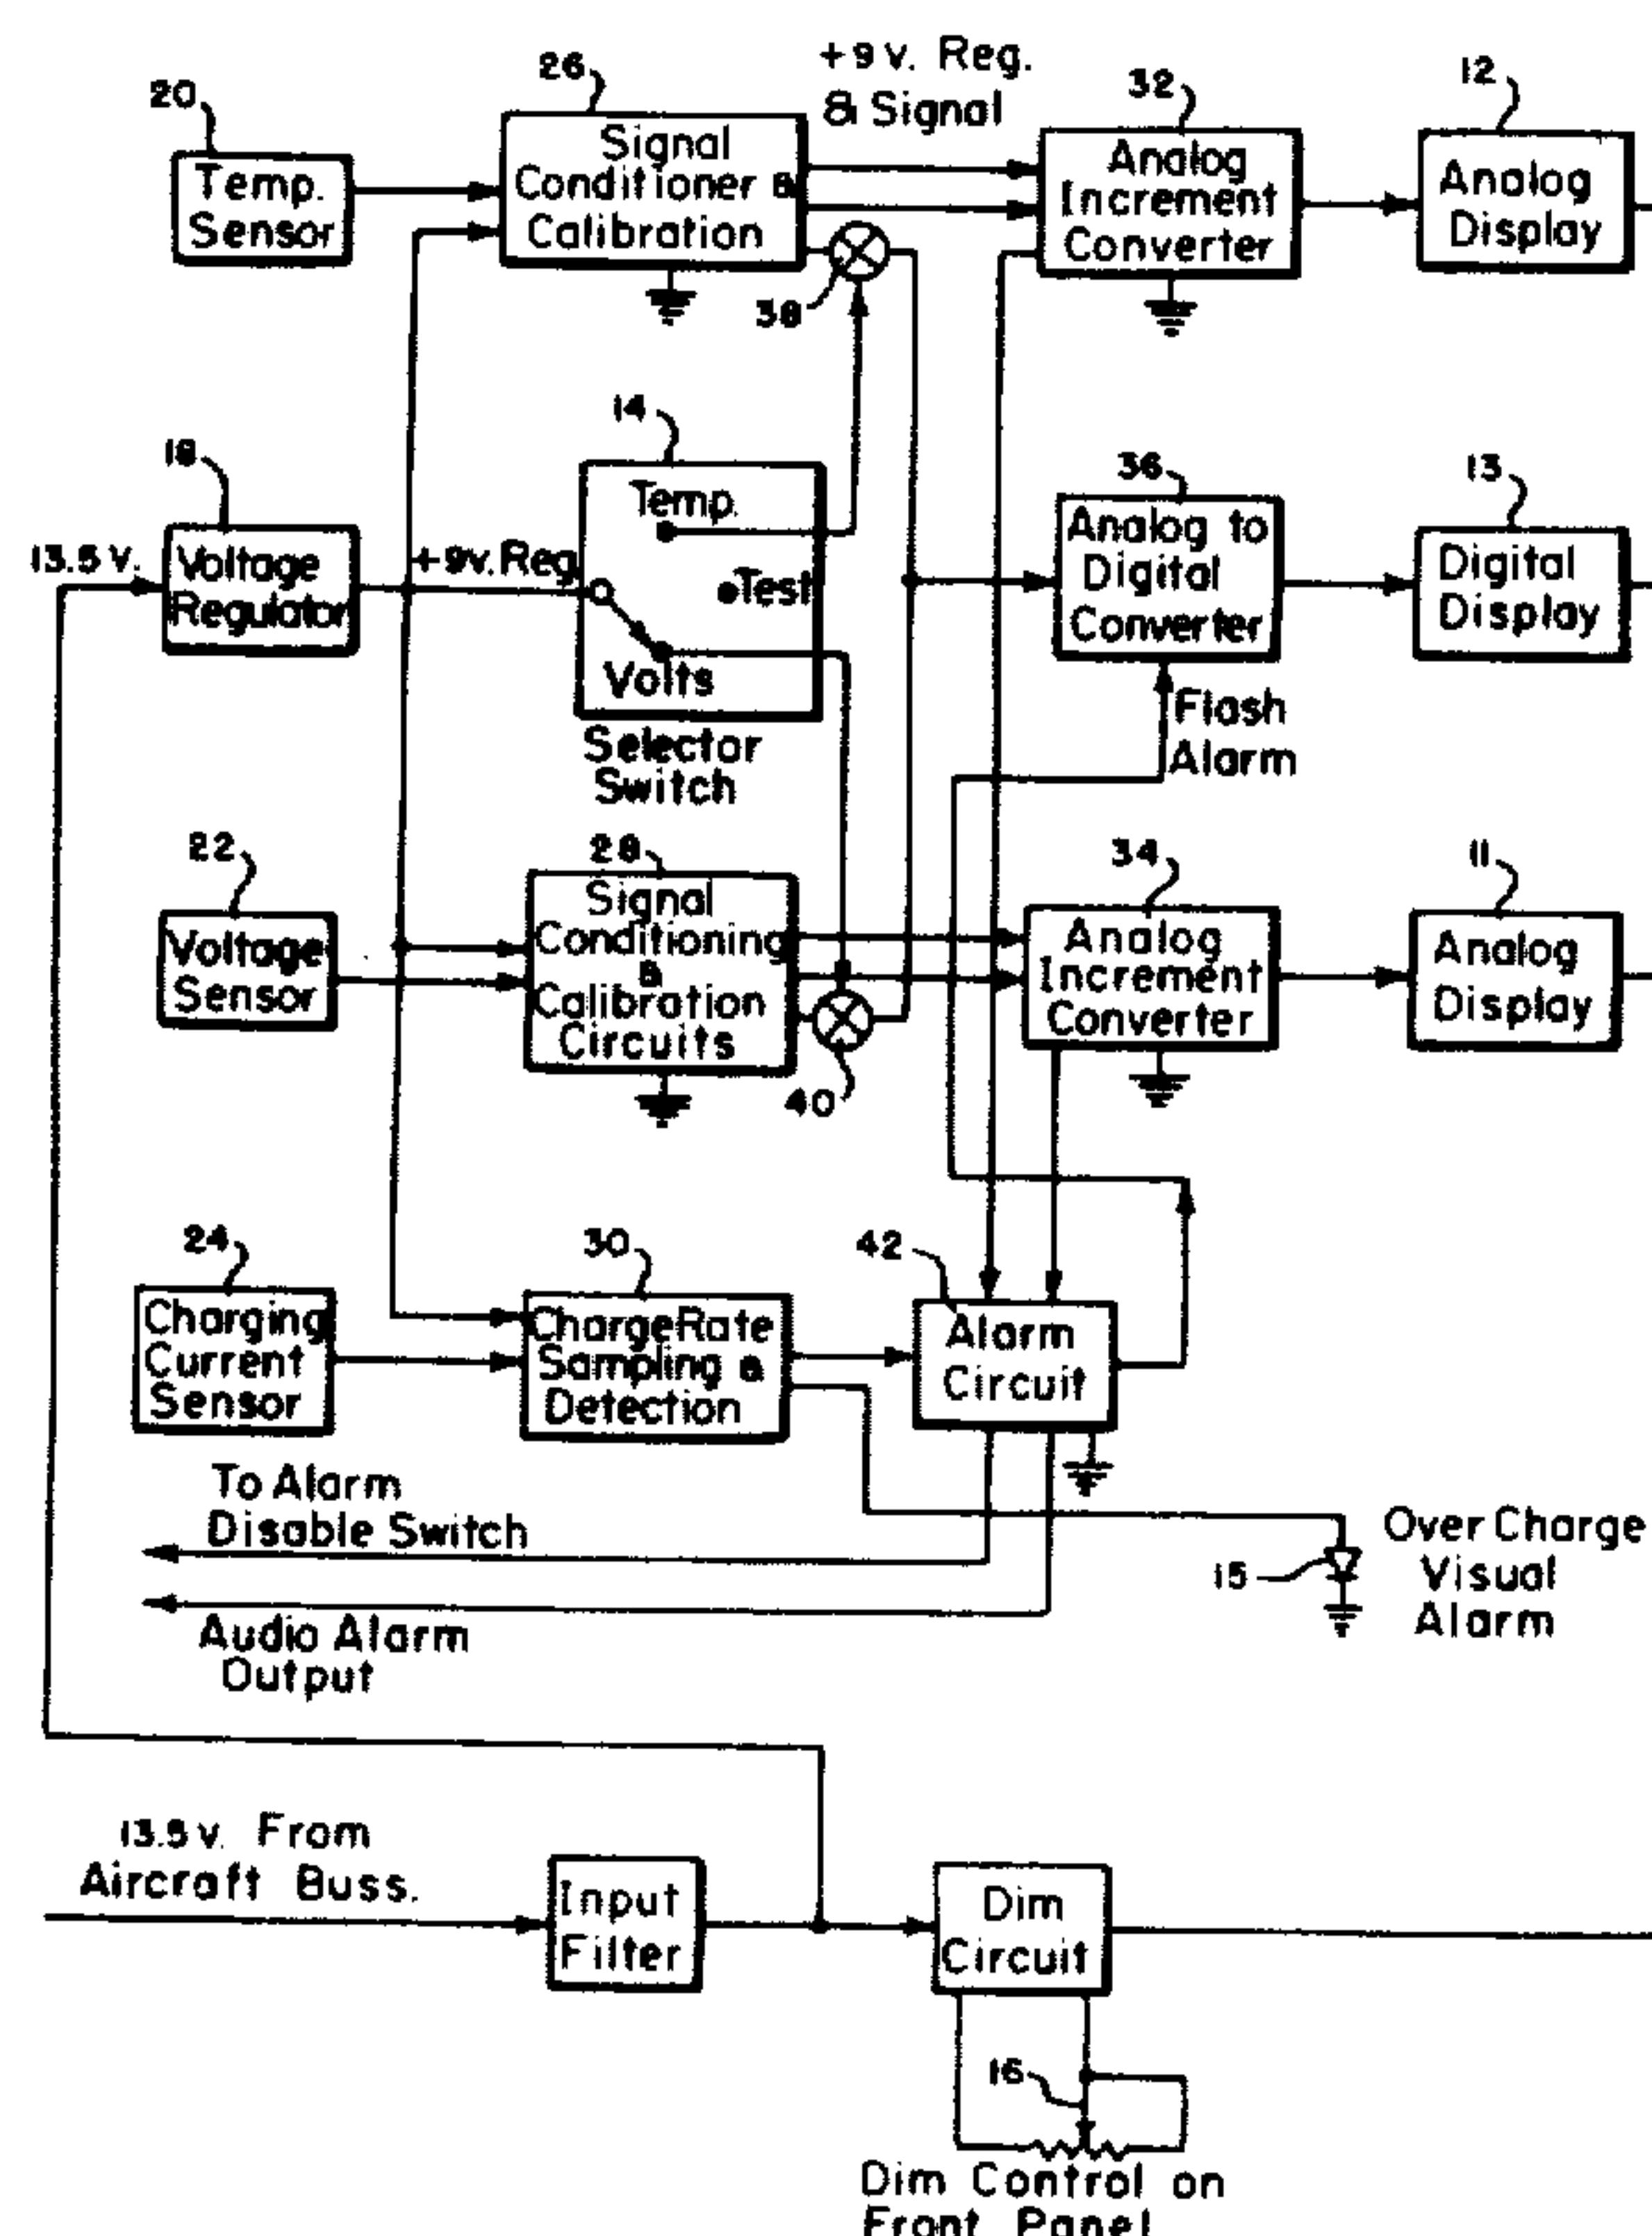 +9 v. Reg.
& Signal
20
26
32
12
Temp.
Sensor
Signal
Conditioner &
Calibration
Analog
Increment
Converter
Analog
Display
38
14
18
36
13
13.5 V.
Voltage
Regulator
+9v. Reg.
Temp.
Test
Volts
Selector
Switch
Analog to
Digital
Converter
Digital
Display
Flash
Alarm
22
28
34
11
Voltage
Sensor
Signal
Conditioning
&
Calibration
Circuits
Analog
Increment
Converter
Analog
Display
40
24
30
42
Charging
Current
Sensor
Charge Rate
Sampling &
Detection
Alarm
Circuit
To Alarm
Disable Switch
Audio Alarm
Output
15
Over Charge
Visual
Alarm
13.5 v. From
Aircraft Buss.
Input
Filter
Dim
Circuit
16
Dim Control on
Front Panel